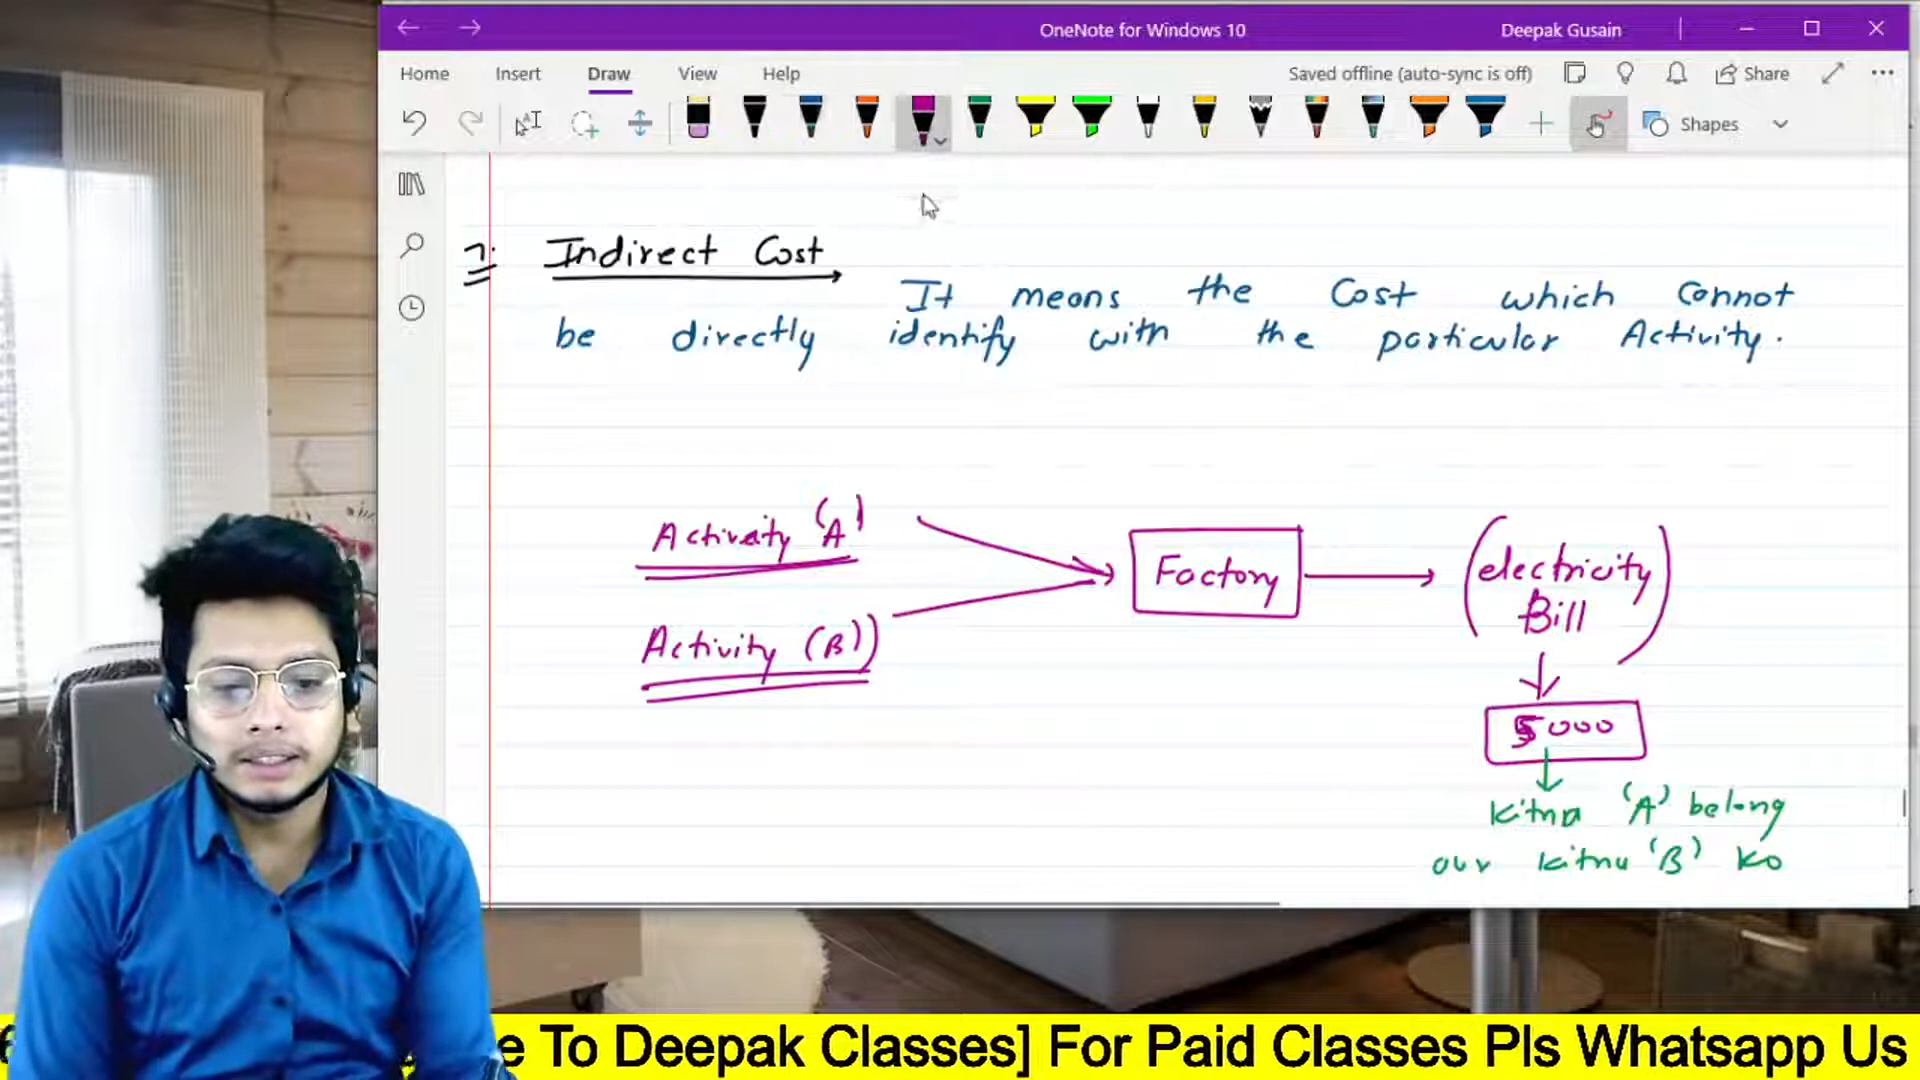 OneNote for Windows 10
Deepak Gusain
Home Insert Draw View Help
Saved offline (auto-sync is off)
Share
Shapes
7. Indirect Cost
It means the Cost which cannot
be directly identify with the particular Activity.
Activity (A)
Factory
electricity
Bill
Activity (B)
5000
Kitna 'A' belong
aur kitna 'B' ko
e To Deepak Classes] For Paid Classes Pls Whatsapp Us